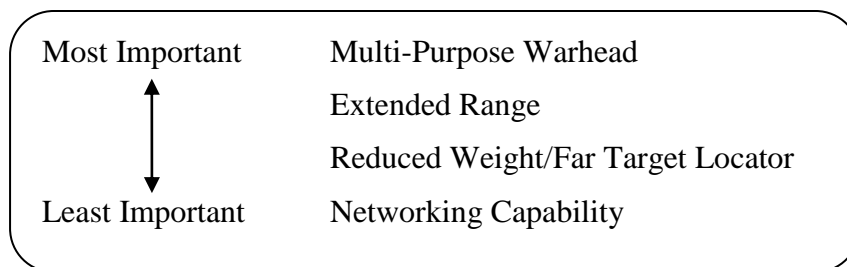 Most Important Multi-Purpose Warhead
Extended Range
Reduced Weight/Far Target Locator
Least Important Networking Capability